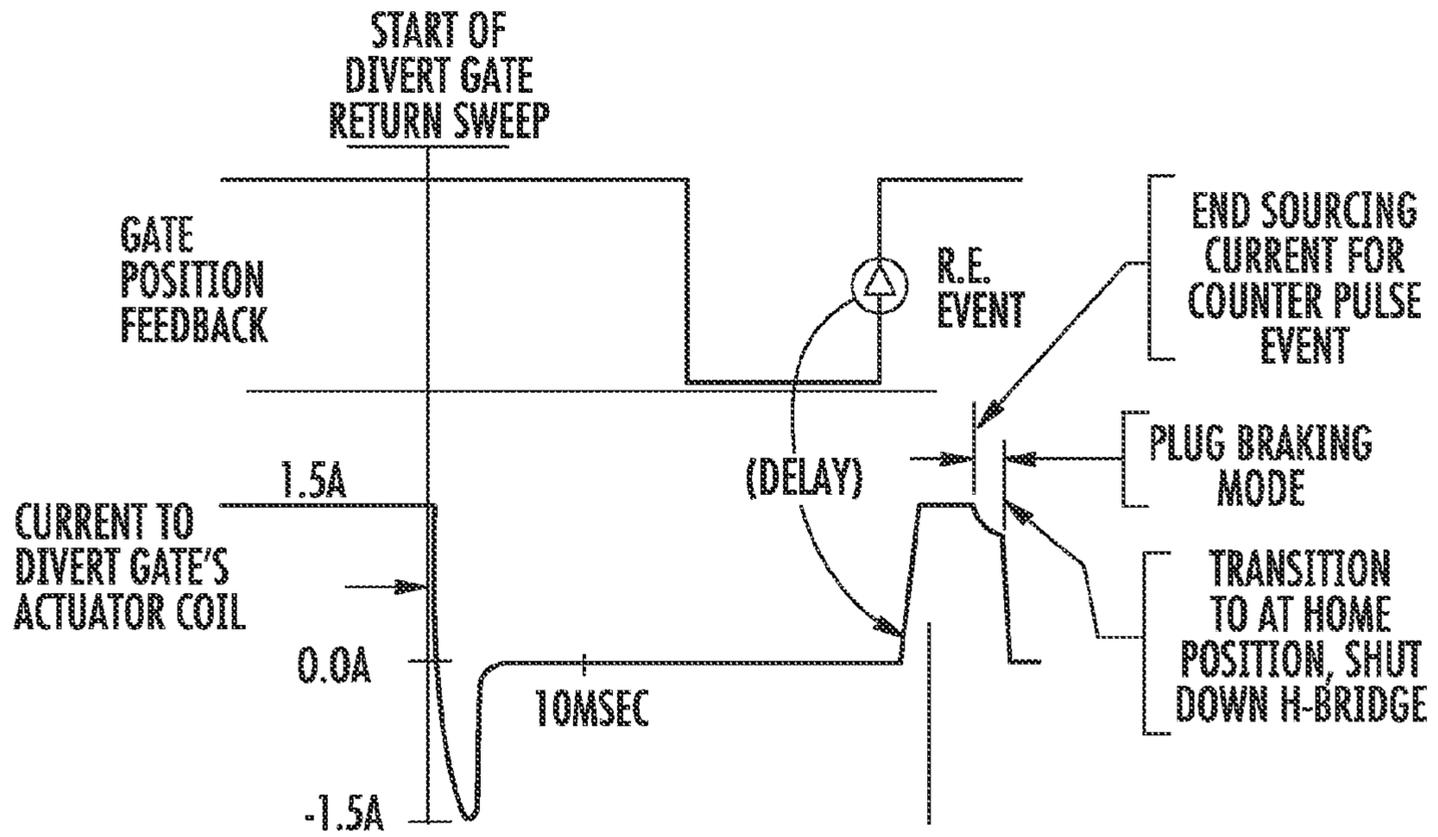 START OF
DIVERT GATE
RETURN SWEEP
GATE
POSITION
FEEDBACK
R.E.
EVENT
END SOURCING
CURRENT FOR
COUNTER PULSE
EVENT
(DELAY)
PLUG BRAKING
MODE
1.5A
CURRENT TO
DIVERT GATE'S
ACTUATOR COIL
TRANSITION
TO AT HOME
POSITION, SHUT
DOWN H-BRIDGE
0.0A
10MSEC
-1.5A